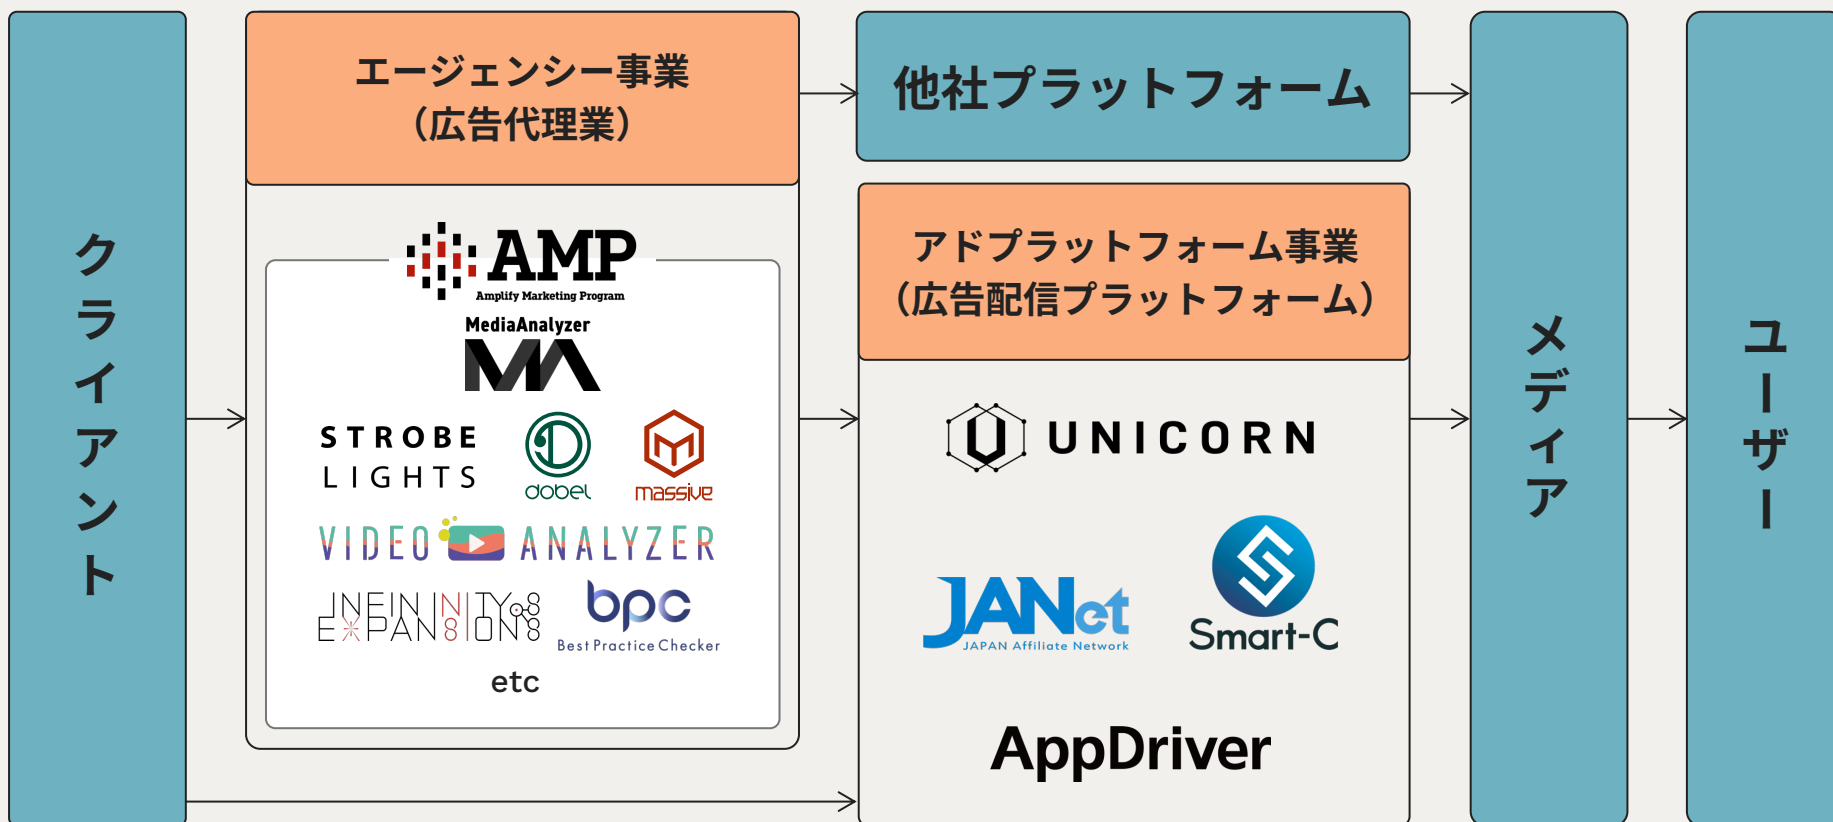 クライアント
エージェンシー事業
（広告代理業）
AMP
Amplify Marketing Program
MediaAnalyzer
MA
STROBE
LIGHTS
dobel
massive
VIDEO ANALYZER
INFINITY
EXPANSION
bpc
Best Practice Checker
etc
他社プラットフォーム
アドプラットフォーム事業
（広告配信プラットフォーム）
UNICORN
JANet
JAPAN Affiliate Network
Smart-C
AppDriver
メディア
ユーザー